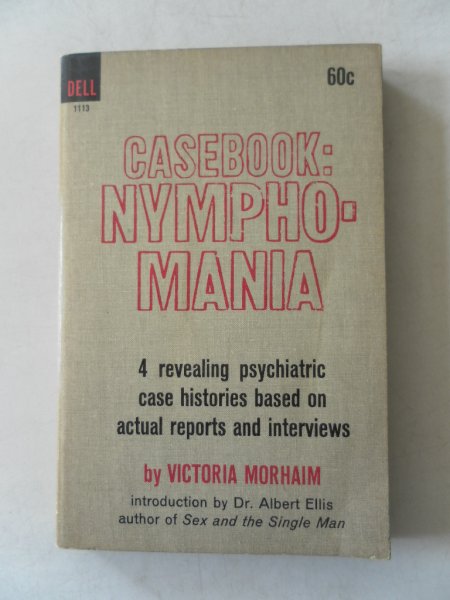 DELL
1113
60c
CASEBOOK:
NYMPHO-
MANIA
4 revealing psychiatric
case histories based on
actual reports and interviews
by VICTORIA MORHAIM
introduction by Dr. Albert Ellis
author of Sex and the Single Man